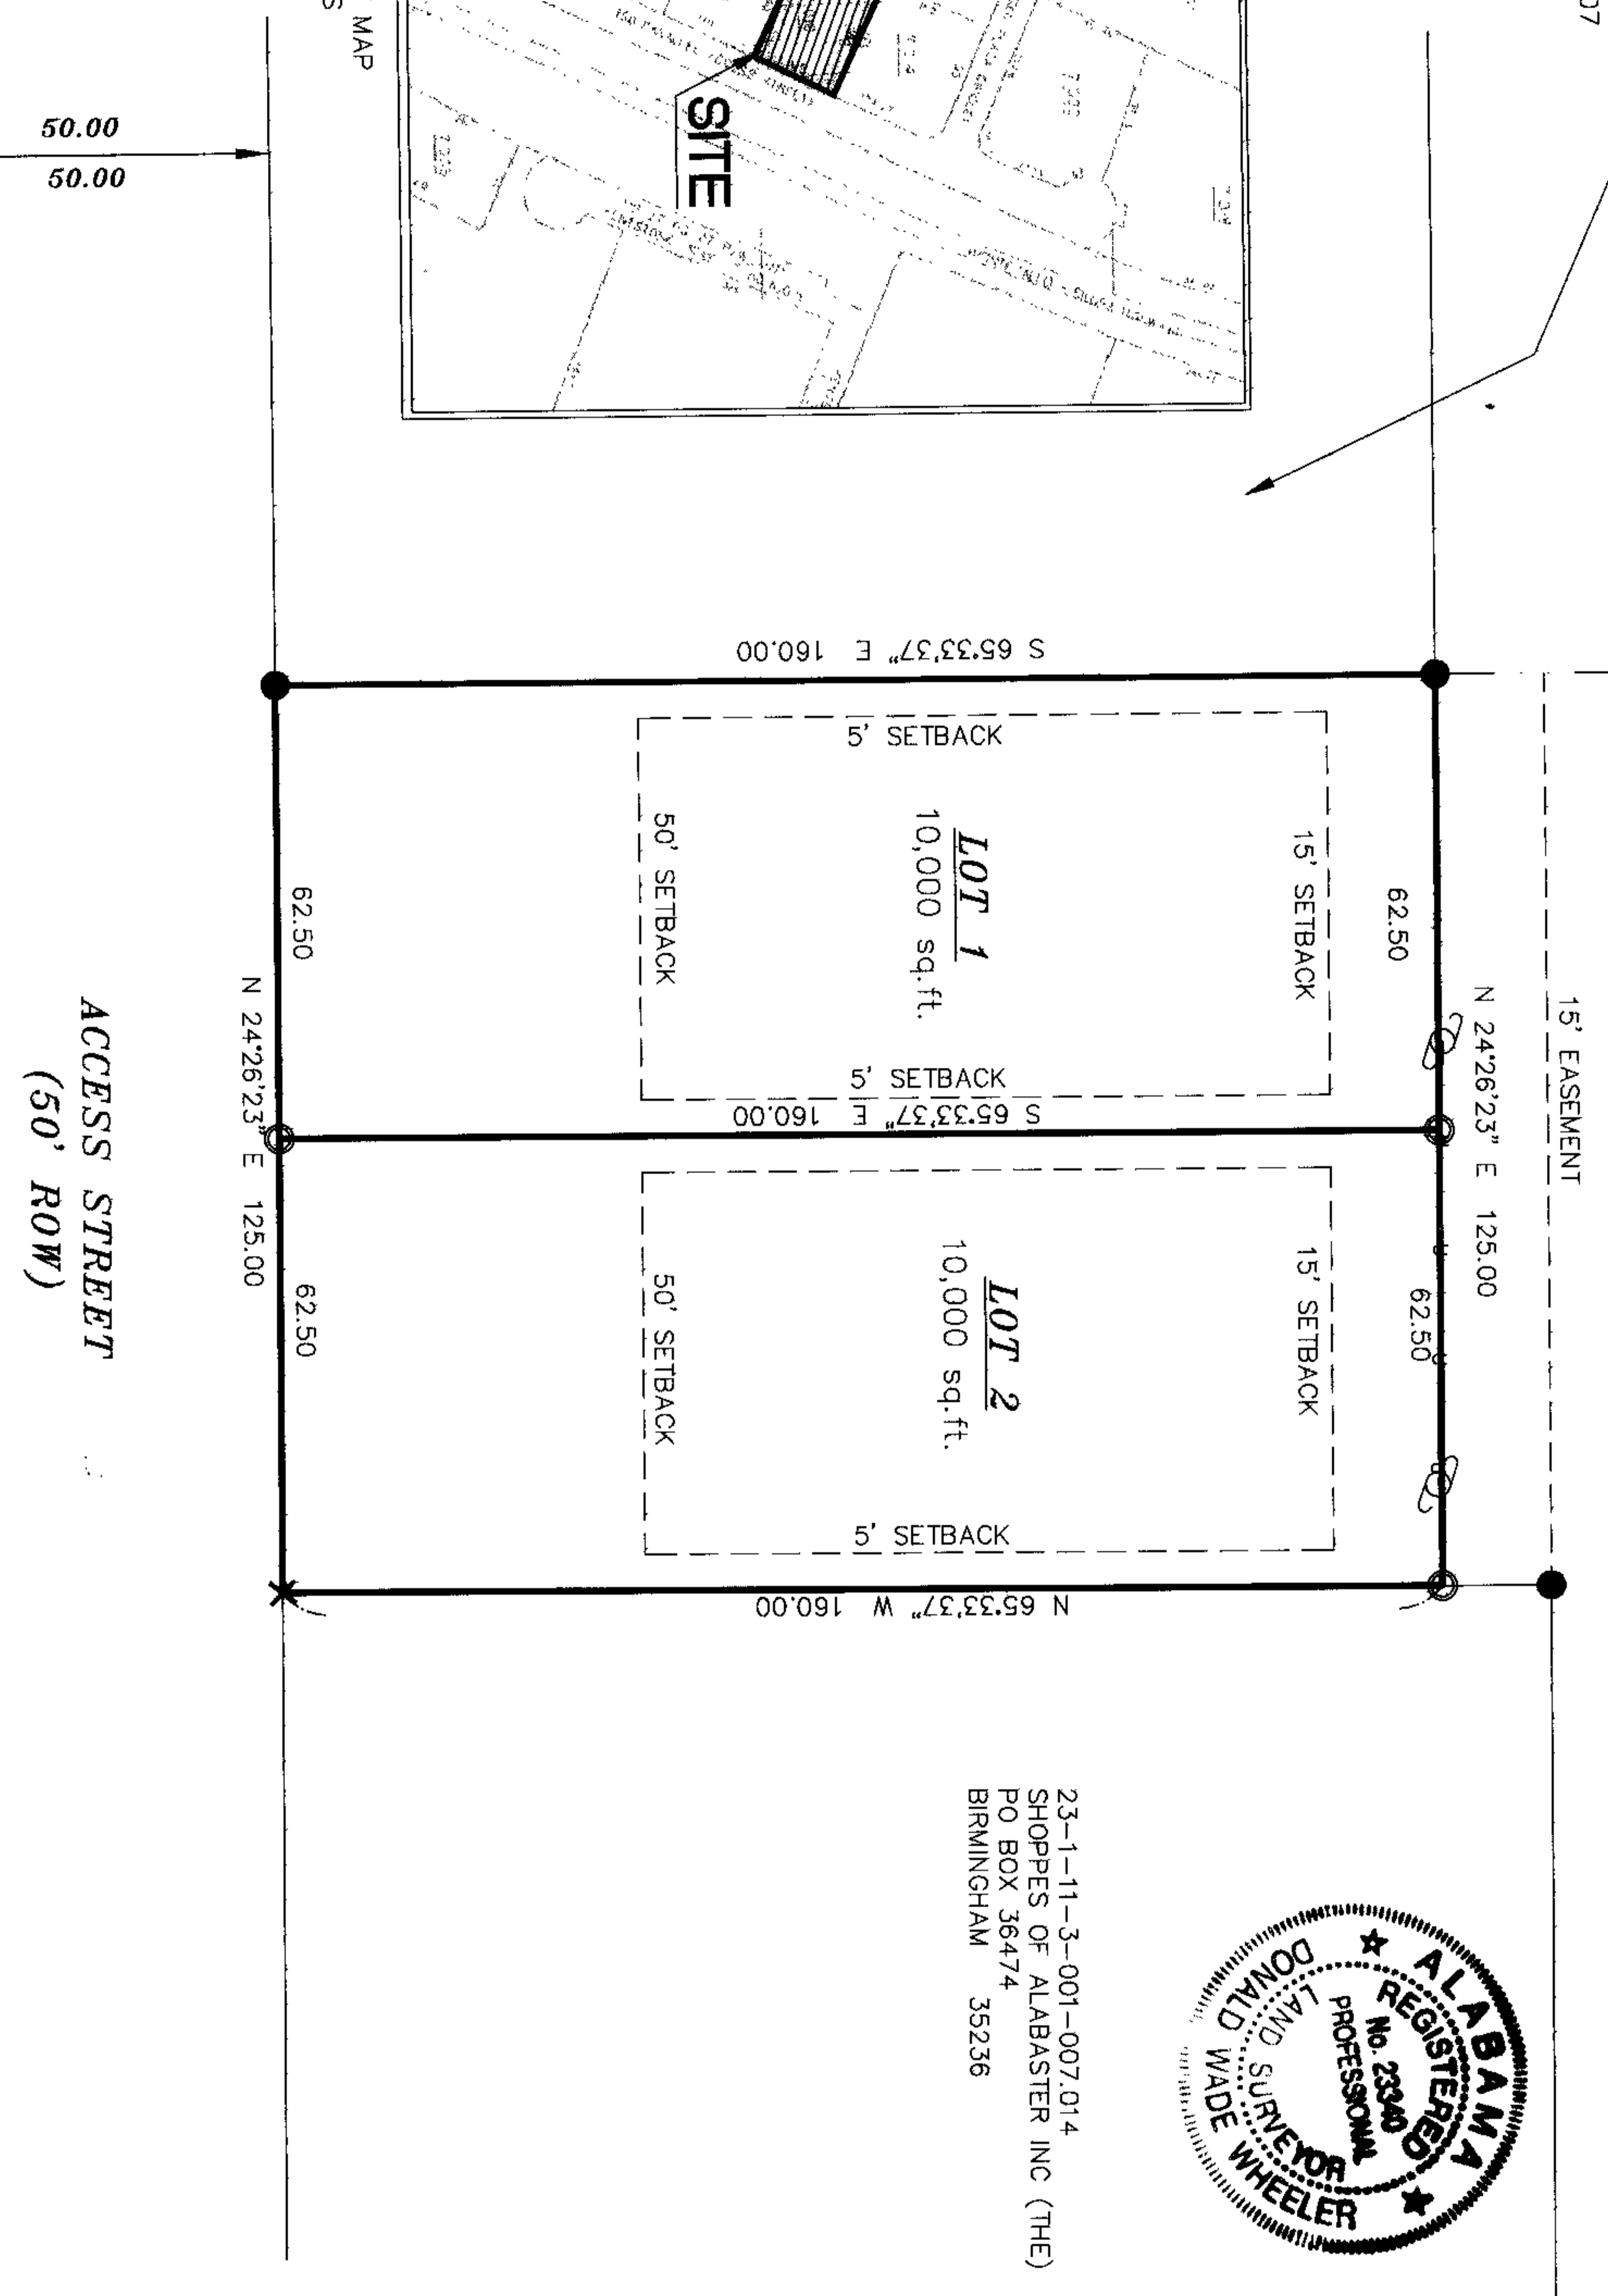 07
MAP
S
SITE
50.00
50.00
15' EASEMENT
N 24°26'23" E 125.00
62.50
62.50
S 65°33'37" E 160.00
5' SETBACK
15' SETBACK
LOT 1
10,000 sq.ft.
50' SETBACK
5' SETBACK
S 65°33'37" E 160.00
15' SETBACK
LOT 2
10,000 sq.ft.
50' SETBACK
5' SETBACK
N 65°33'37" W 160.00
62.50
62.50
N 24°26'23" E 125.00
ACCESS STREET
(50' ROW)
23-1-11-3-001-007.014
SHOPPES OF ALABASTER INC (THE)
PO BOX 36474
BIRMINGHAM 35236
ALABAMA
REGISTERED
No. 23340
PROFESSIONAL
LAND SURVEYOR
DONALD WADE WHEELER